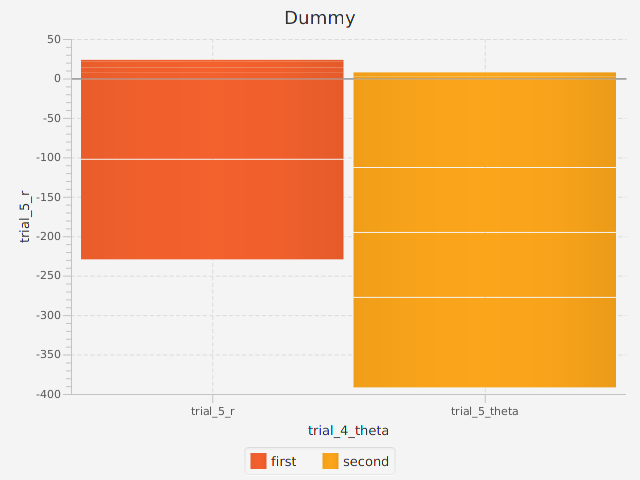 Dummy
50
0
-50
-100
-150
-200
-250
-300
-350
-400
trial_5_r
trial_5_r
trial_5_theta
trial_4_theta
first
second